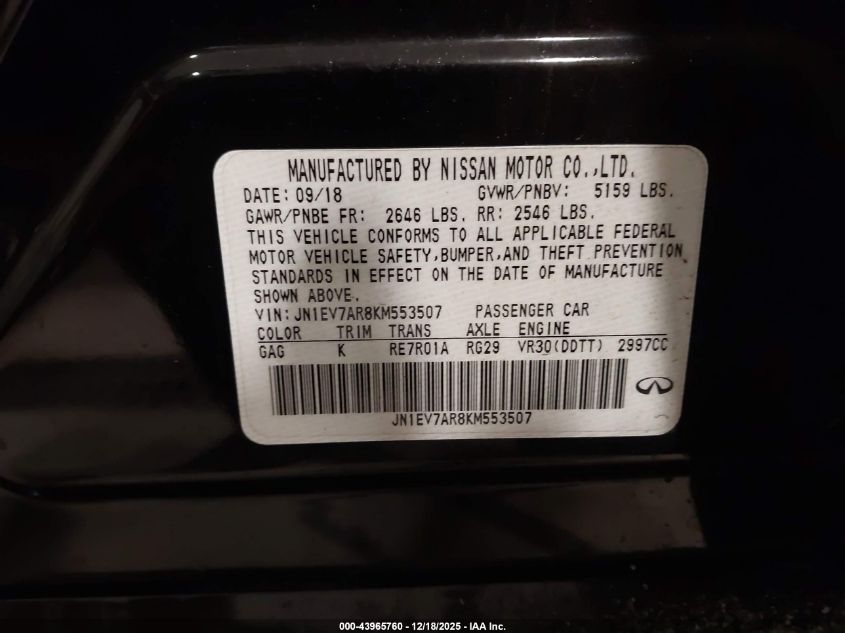 MANUFACTURED BY NISSAN MOTOR CO.,LTD.
DATE: 09/18 GVWR/PNBV: 5159 LBS.
GAWR/PNBE FR: 2646 LBS. RR: 2546 LBS.
THIS VEHICLE CONFORMS TO ALL APPLICABLE FEDERAL
MOTOR VEHICLE SAFETY,BUMPER,AND THEFT PREVENTION
STANDARDS IN EFFECT ON THE DATE OF MANUFACTURE
SHOWN ABOVE.
VIN:JN1EV7AR8KM553507 PASSENGER CAR
COLOR TRIM TRANS AXLE ENGINE
GAG K RE7R01A RG29 VR30(DDTT) 2997CC
JN1EV7AR8KM553507
000-43965760 - 12/18/2025 - IAA Inc.